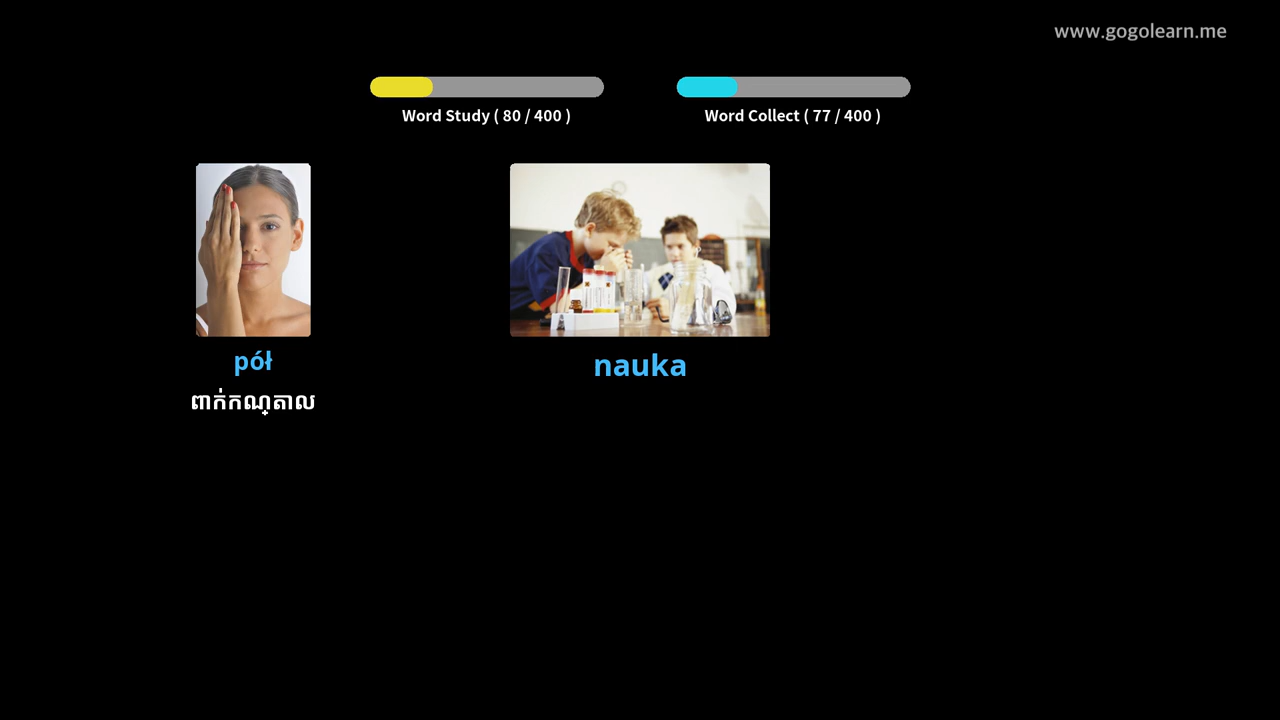 www.gogolearn.me
Word Study ( 80 / 400 )
Word Collect ( 77 / 400 )
pół
ពាក់កណ្តាល
nauka